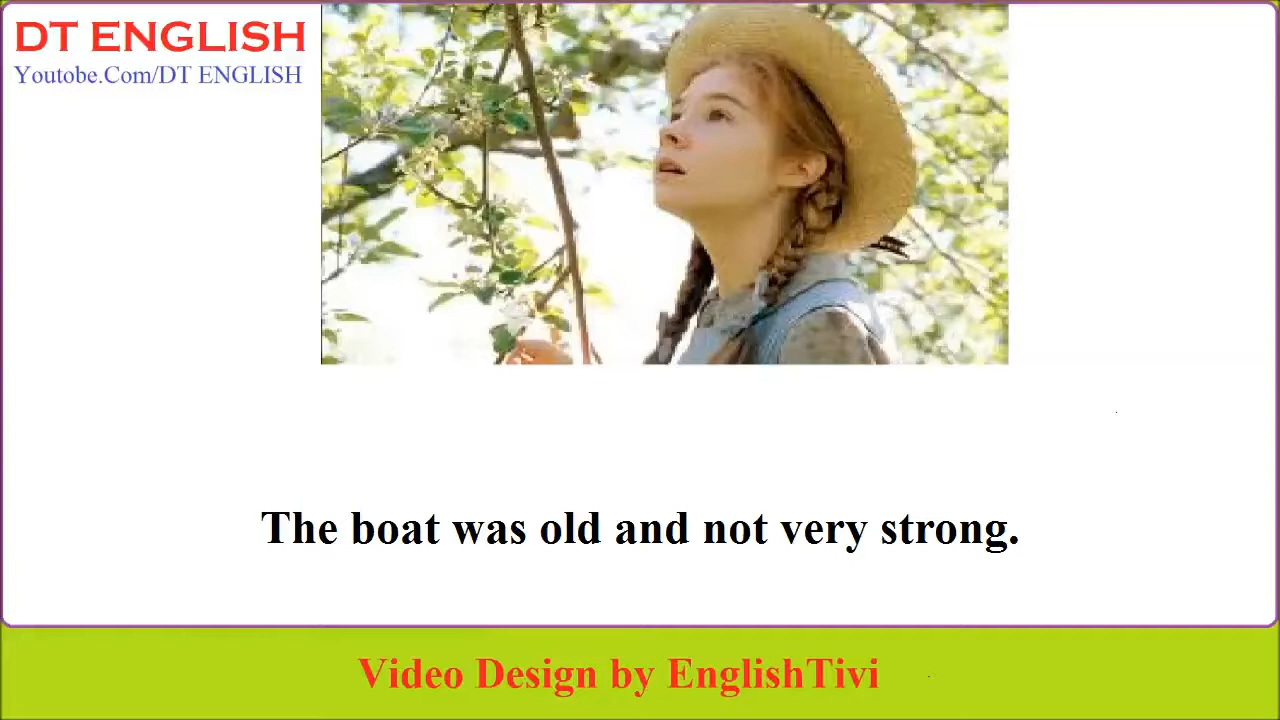 DT ENGLISH
Youtobe.Com/DT ENGLISH
The boat was old and not very strong.
Video Design by EnglishTivi